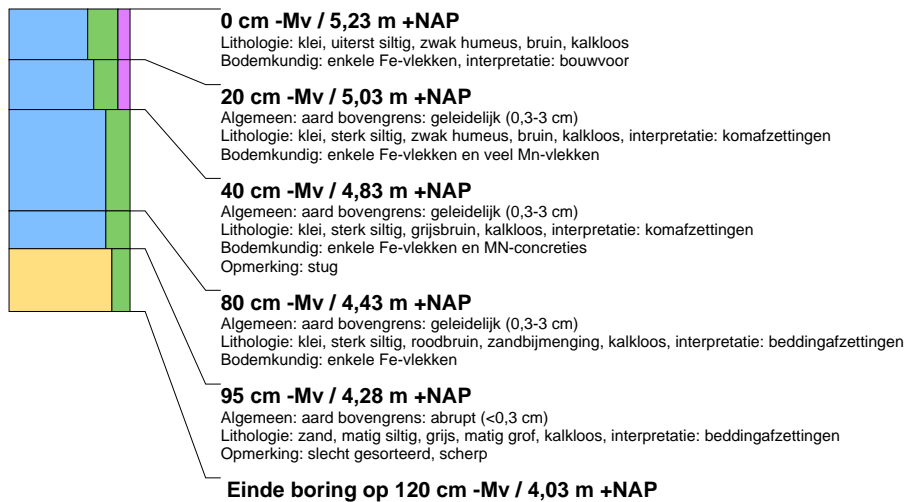 0 cm -Mv / 5,23 m +NAP
Lithologie: klei, uiterst siltig, zwak humeus, bruin, kalkloos
Bodemkundig: enkele Fe-vlekken, interpretatie: bouwvoor
20 cm -Mv / 5,03 m +NAP
Algemeen: aard bovengrens: geleidelijk (0,3-3 cm)
Lithologie: klei, sterk siltig, zwak humeus, bruin, kalkloos, interpretatie: komafzettingen
Bodemkundig: enkele Fe-vlekken en veel Mn-vlekken
40 cm -Mv / 4,83 m +NAP
Algemeen: aard bovengrens: geleidelijk (0,3-3 cm)
Lithologie: klei, sterk siltig, grijsbruin, kalkloos, interpretatie: komafzettingen
Bodemkundig: enkele Fe-vlekken en MN-concreties
Opmerking: stug
80 cm -Mv / 4,43 m +NAP
Algemeen: aard bovengrens: geleidelijk (0,3-3 cm)
Lithologie: klei, sterk siltig, roodbruin, zandbijmenging, kalkloos, interpretatie: beddingafzettingen
Bodemkundig: enkele Fe-vlekken
95 cm -Mv / 4,28 m +NAP
Algemeen: aard bovengrens: abrupt (<0,3 cm)
Lithologie: zand, matig siltig, grijs, matig grof, kalkloos, interpretatie: beddingafzettingen
Opmerking: slecht gesorteerd, scherp
Einde boring op 120 cm -Mv / 4,03 m +NAP